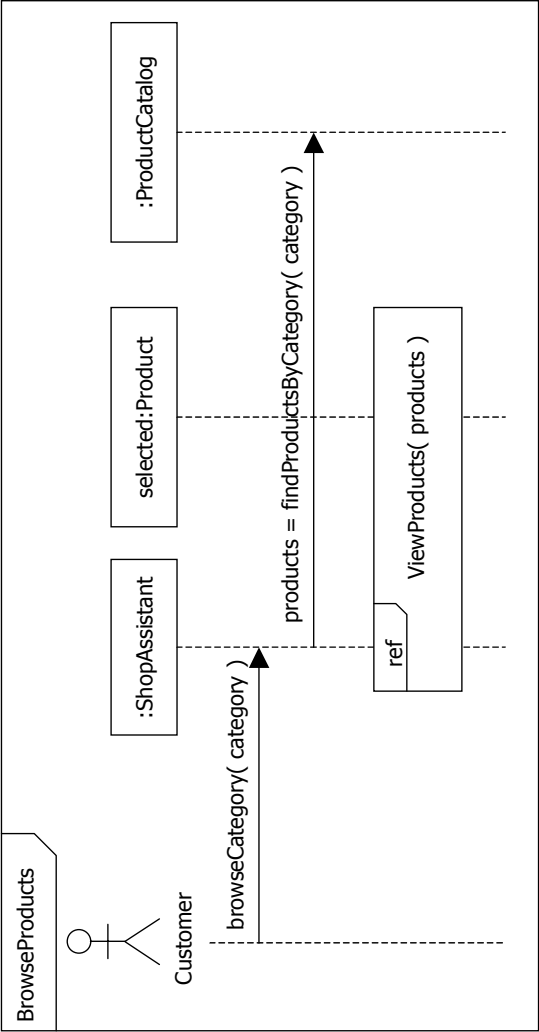 BrowseProducts
Customer
:ShopAssistant
selected:Product
:ProductCatalog
browseCategory( category )
products = findProductsByCategory( category )
ref
ViewProducts( products )